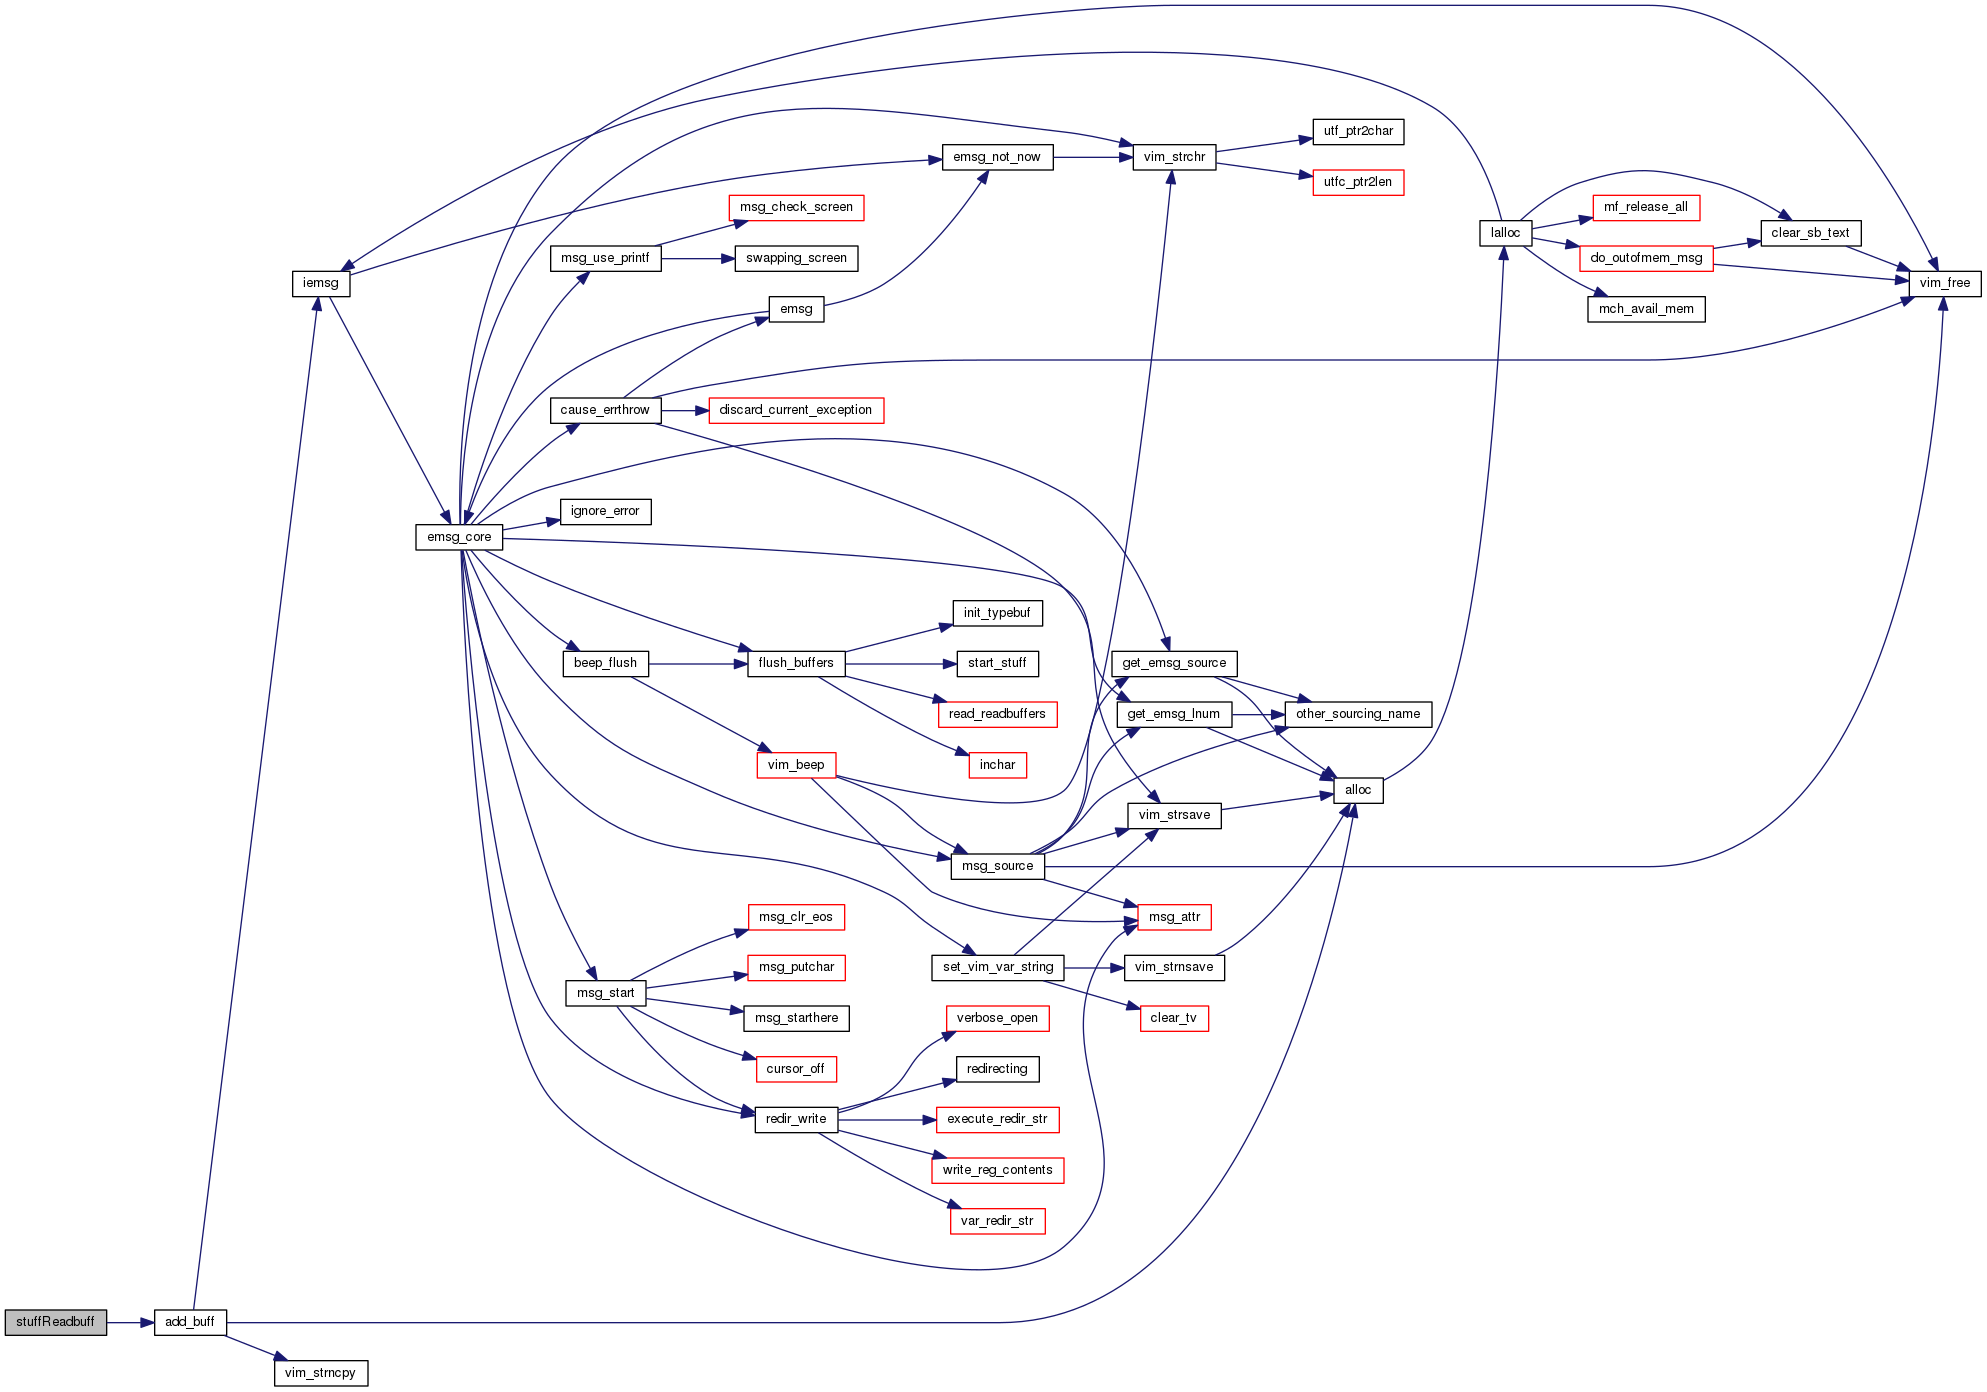 utf_ptr2char
emsg_not_now
vim_strchr
utfc_ptr2len
msg_check_screen
mf_release_all
lalloc
clear_sb_text
msg_use_printf
swapping_screen
do_outofmem_msg
iemsg
vim_free
emsg
mch_avail_mem
cause_errthrow
discard_current_exception
ignore_error
emsg_core
init_typebuf
beep_flush
flush_buffers
start_stuff
get_emsg_source
read_readbuffers
get_emsg_lnum
other_sourcing_name
vim_beep
inchar
alloc
vim_strsave
msg_source
msg_clr_eos
msg_attr
msg_putchar
set_vim_var_string
vim_strnsave
msg_start
msg_starthere
verbose_open
clear_tv
cursor_off
redirecting
redir_write
execute_redir_str
write_reg_contents
var_redir_str
stuffReadbuff
add_buff
vim_strncpy